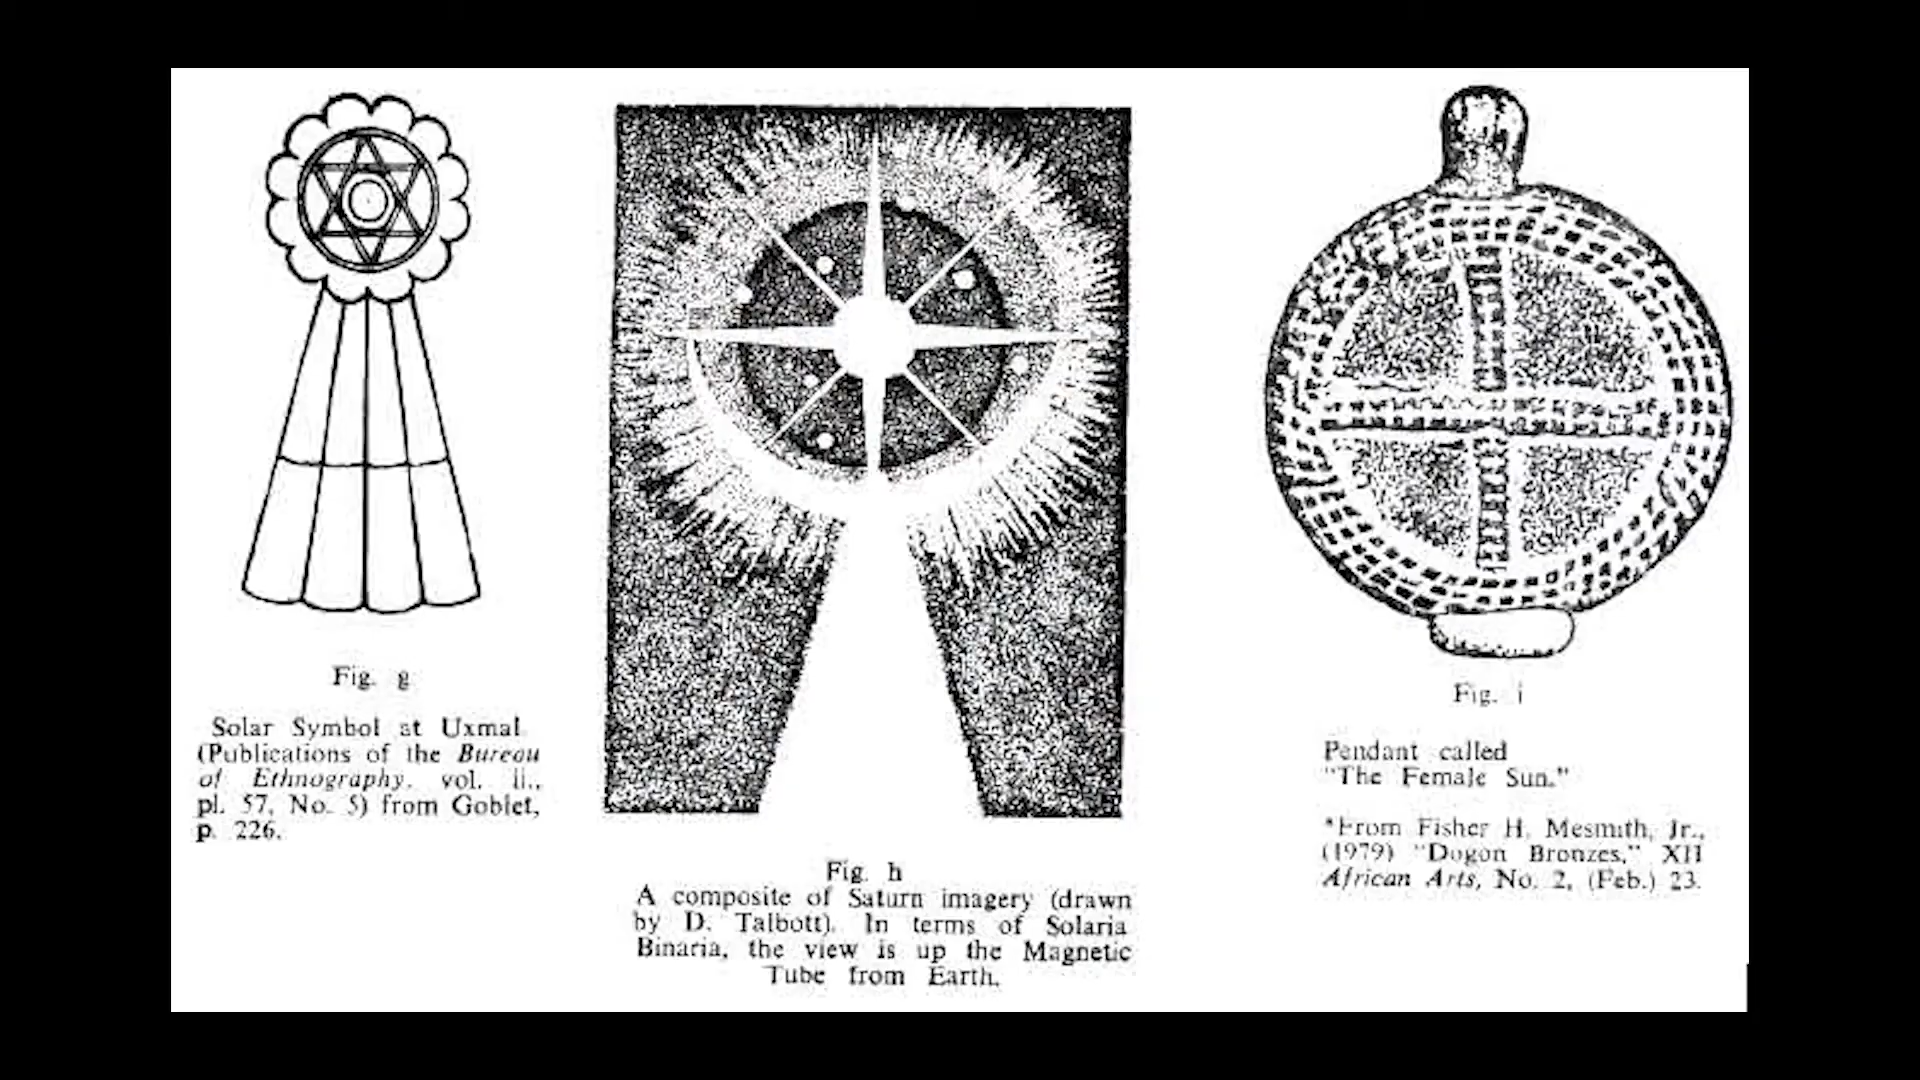 Fig. g
Solar Symbol at Uxmal
(Publications of the Bureau
of Ethnography, vol. ii.,
pl. 57, No. 5) from Goblet,
p. 226.
Fig. h
A composite of Saturn imagery (drawn
by D. Talbott). In terms of Solaria
Binaria, the view is up the Magnetic
Tube from Earth.
Fig. i
Pendant called
"The Female Sun."
*From Fisher H. Mesmith, Jr.,
(1979) "Dogon Bronzes," XII
African Arts, No. 2, (Feb.) 23.